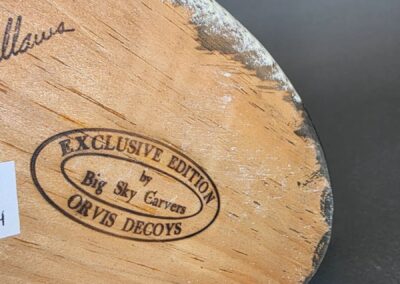 EXCLUSIVE EDITION
by
Big Sky Carvers
ORVIS DECOYS